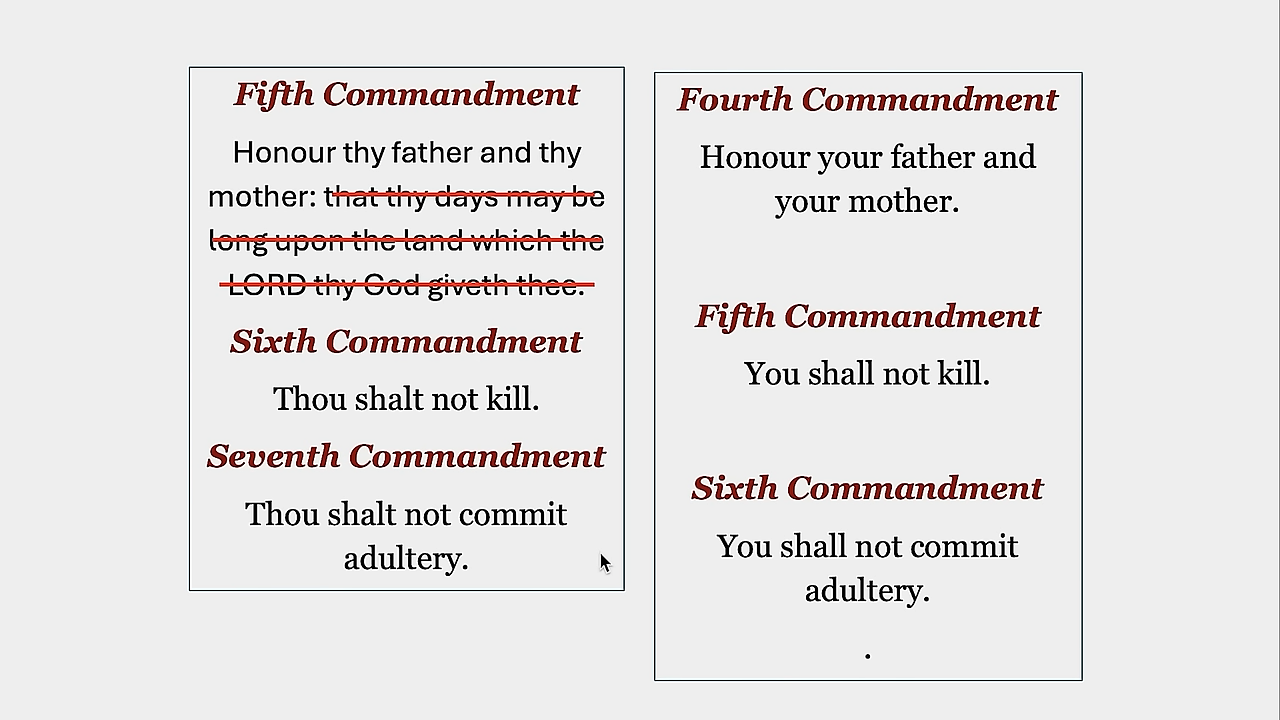 Fifth Commandment
Honour thy father and thy
mother: that thy days may be
long upon the land which the
LORD thy God giveth thee.
Sixth Commandment
Thou shalt not kill.
Seventh Commandment
Thou shalt not commit
adultery.
Fourth Commandment
Honour your father and
your mother.
Fifth Commandment
You shall not kill.
Sixth Commandment
You shall not commit
adultery.
.